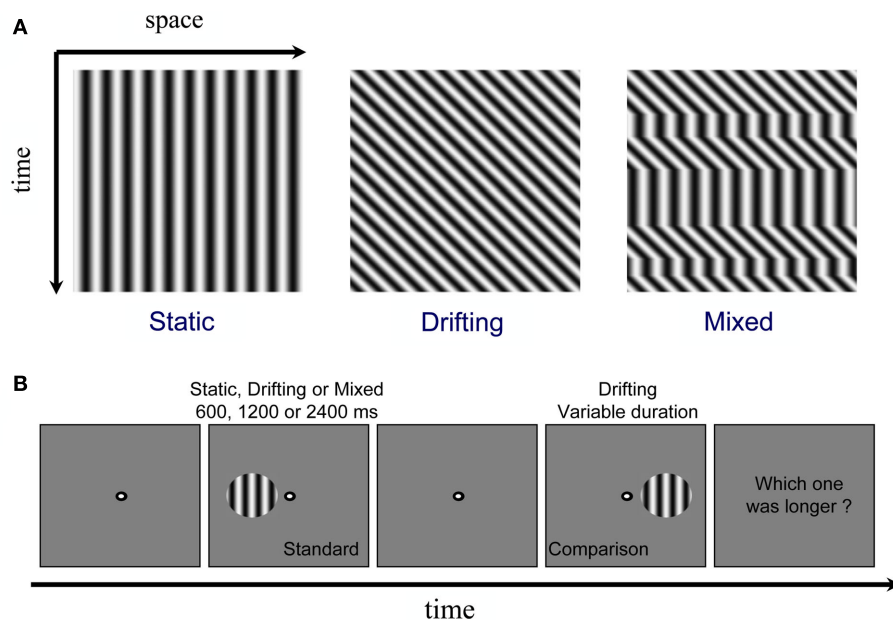 A
space
time
Static
Drifting
Mixed
B
Static, Drifting or Mixed
600, 1200 or 2400 ms
Drifting
Variable duration
Standard
Comparison
Which one
was longer ?
time